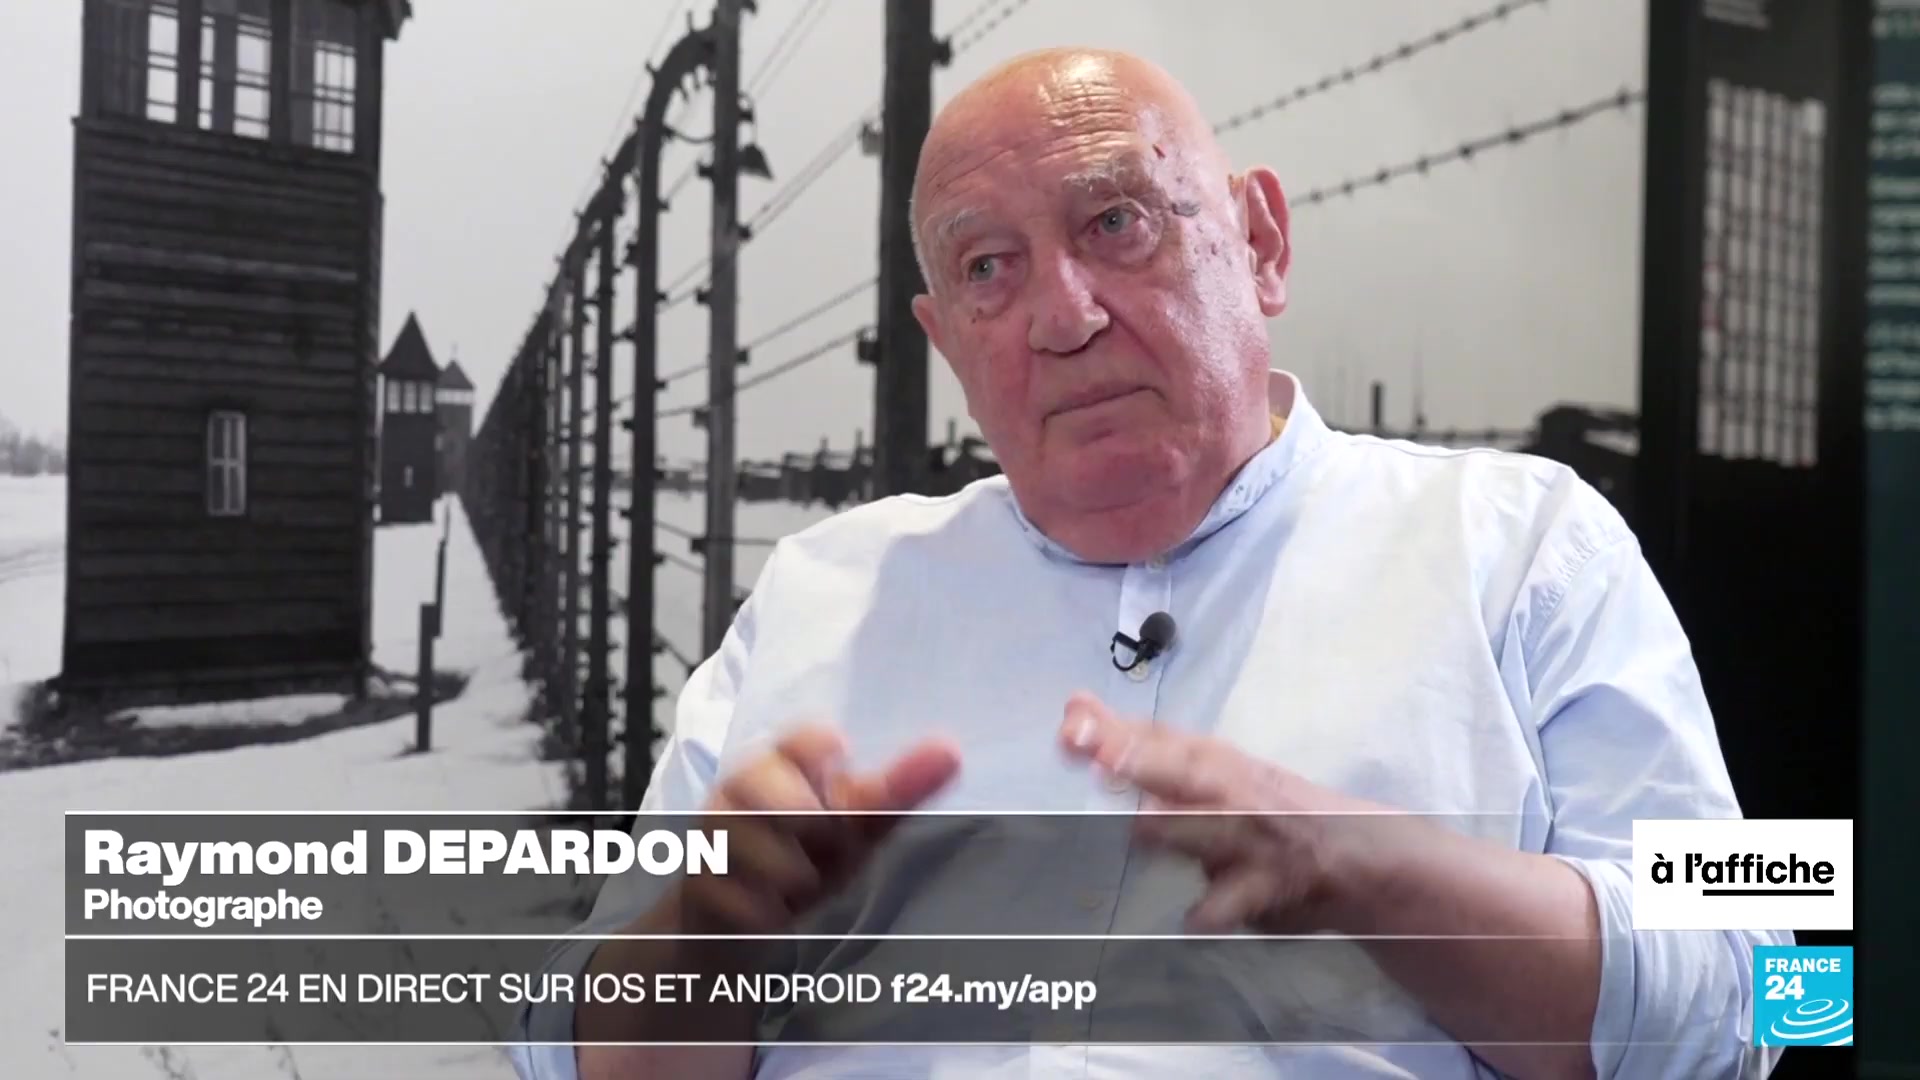 Raymond DEPARDON
Photographe
à l'affiche
FRANCE 24 EN DIRECT SUR IOS ET ANDROID f24.my/app
FRANCE
24